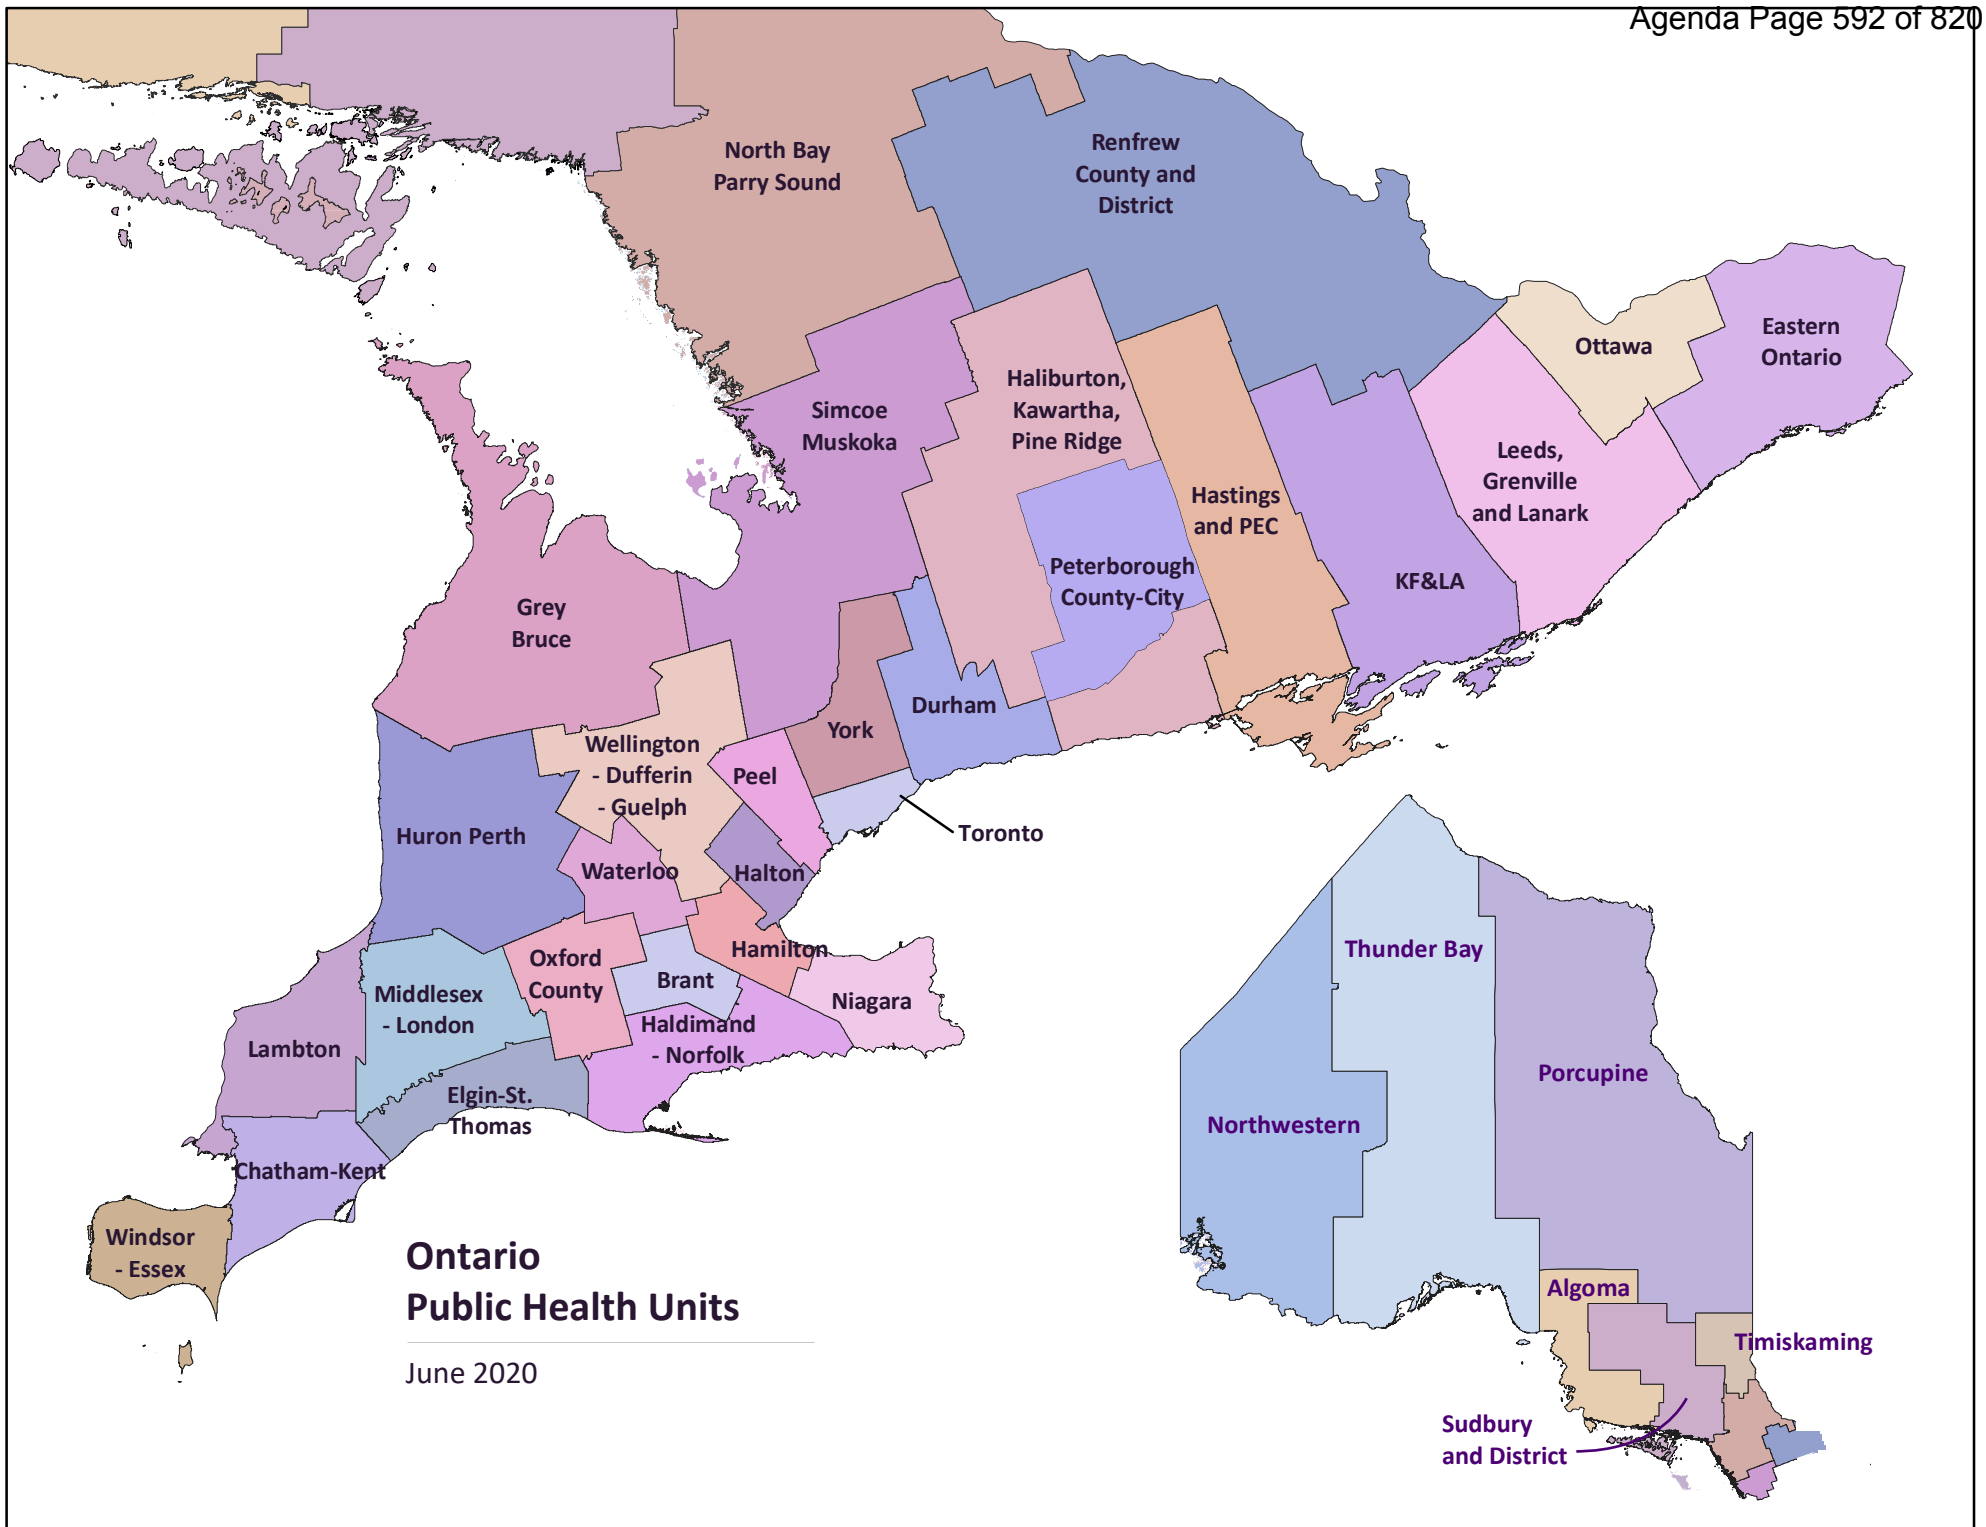 Agenda Page 592 of 820
North Bay
Parry Sound
Renfrew
County and
District
Ottawa
Eastern
Ontario
Haliburton,
Kawartha,
Pine Ridge
Simcoe
Muskoka
Leeds,
Grenville
and Lanark
Hastings
and PEC
Peterborough
County-City
KF&LA
Grey
Bruce
Durham
York
Wellington
- Dufferin
- Guelph
Peel
Huron Perth
Toronto
Waterloo
Halton
Hamilton
Oxford
County
Brant
Middlesex
- London
Niagara
Haldimand
- Norfolk
Lambton
Elgin-St.
Thomas
Chatham-Kent
Windsor
- Essex
Ontario
Public Health Units
June 2020
Thunder Bay
Porcupine
Northwestern
Algoma
Timiskaming
Sudbury
and District